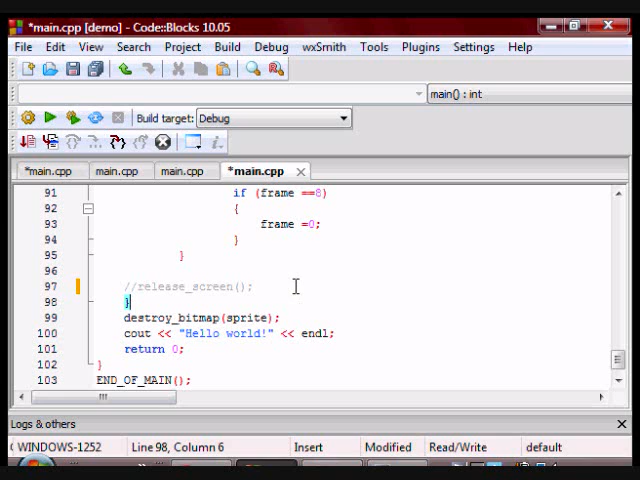 *main.cpp [demo] - Code::Blocks 10.05
File Edit View Search Project Build Debug wxSmith Tools Plugins Settings Help
main() : int
Build target: Debug
*main.cpp main.cpp main.cpp *main.cpp
91 if (frame ==8)
92 {
93 frame =0;
94 }
95 }
96
97 //release_screen();
98 }
99 destroy_bitmap(sprite);
100 cout << "Hello world!" << endl;
101 return 0;
102 }
103 END_OF_MAIN();
Logs & others
WINDOWS-1252 Line 98, Column 6 Insert Modified Read/Write default